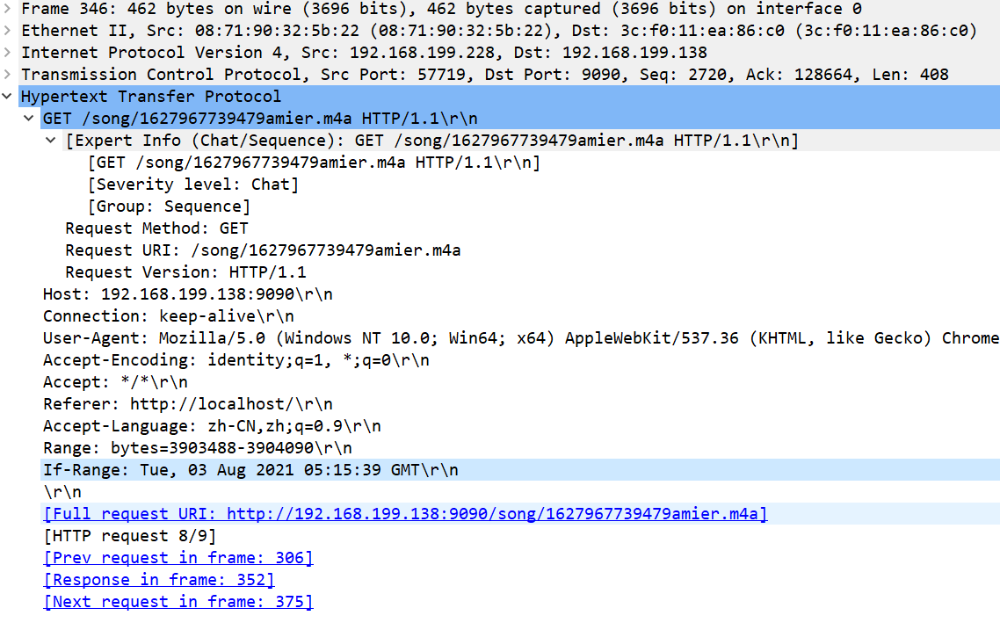 Frame 346: 462 bytes on wire (3696 bits), 462 bytes captured (3696 bits) on interface 0
Ethernet II, Src: 08:71:90:32:5b:22 (08:71:90:32:5b:22), Dst: 3c:f0:11:ea:86:c0 (3c:f0:11:ea:86:c0)
Internet Protocol Version 4, Src: 192.168.199.228, Dst: 192.168.199.138
Transmission Control Protocol, Src Port: 57719, Dst Port: 9090, Seq: 2720, Ack: 128664, Len: 408
Hypertext Transfer Protocol
GET /song/1627967739479amier.m4a HTTP/1.1\r\n
[Expert Info (Chat/Sequence): GET /song/1627967739479amier.m4a HTTP/1.1\r\n]
[GET /song/1627967739479amier.m4a HTTP/1.1\r\n]
[Severity level: Chat]
[Group: Sequence]
Request Method: GET
Request URI: /song/1627967739479amier.m4a
Request Version: HTTP/1.1
Host: 192.168.199.138:9090\r\n
Connection: keep-alive\r\n
User-Agent: Mozilla/5.0 (Windows NT 10.0; Win64; x64) AppleWebKit/537.36 (KHTML, like Gecko) Chrome
Accept-Encoding: identity;q=1, *;q=0\r\n
Accept: */*\r\n
Referer: http://localhost/\r\n
Accept-Language: zh-CN,zh;q=0.9\r\n
Range: bytes=3903488-3904090\r\n
If-Range: Tue, 03 Aug 2021 05:15:39 GMT\r\n
\r\n
[Full request URI: http://192.168.199.138:9090/song/1627967739479amier.m4a]
[HTTP request 8/9]
[Prev request in frame: 306]
[Response in frame: 352]
[Next request in frame: 375]